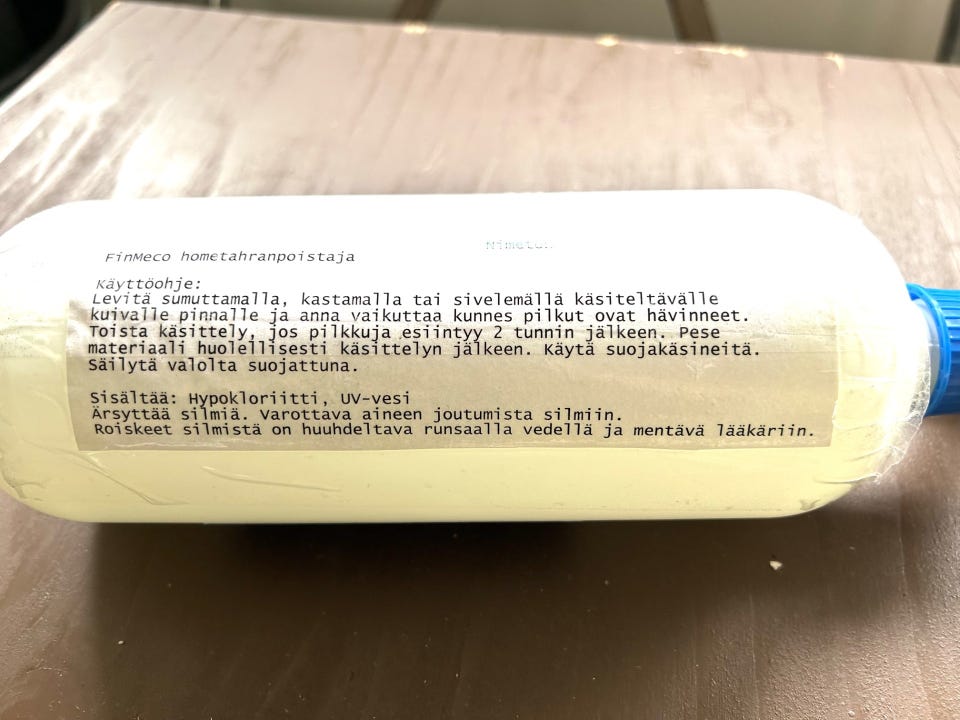 FinMeco hometahranpoistaja
Käyttöohje:
Levitä sumuttamalla, kastamalla tai sivelemällä käsiteltävälle
kuivalle pinnalle ja anna vaikuttaa kunnes pilkut ovat hävinneet.
Toista käsittely, jos pilkkuja esiintyy 2 tunnin jälkeen. Pese
materiaali huolellisesti käsittelyn jälkeen. Käytä suojakäsineitä.
Säilytä valolta suojattuna.
Sisältää: Hypokloriitti, UV-vesi
Ärsyttää silmiä. Varottava aineen joutumista silmiin.
Roiskeet silmistä on huuhdeltava runsaalla vedellä ja mentävä lääkäriin.